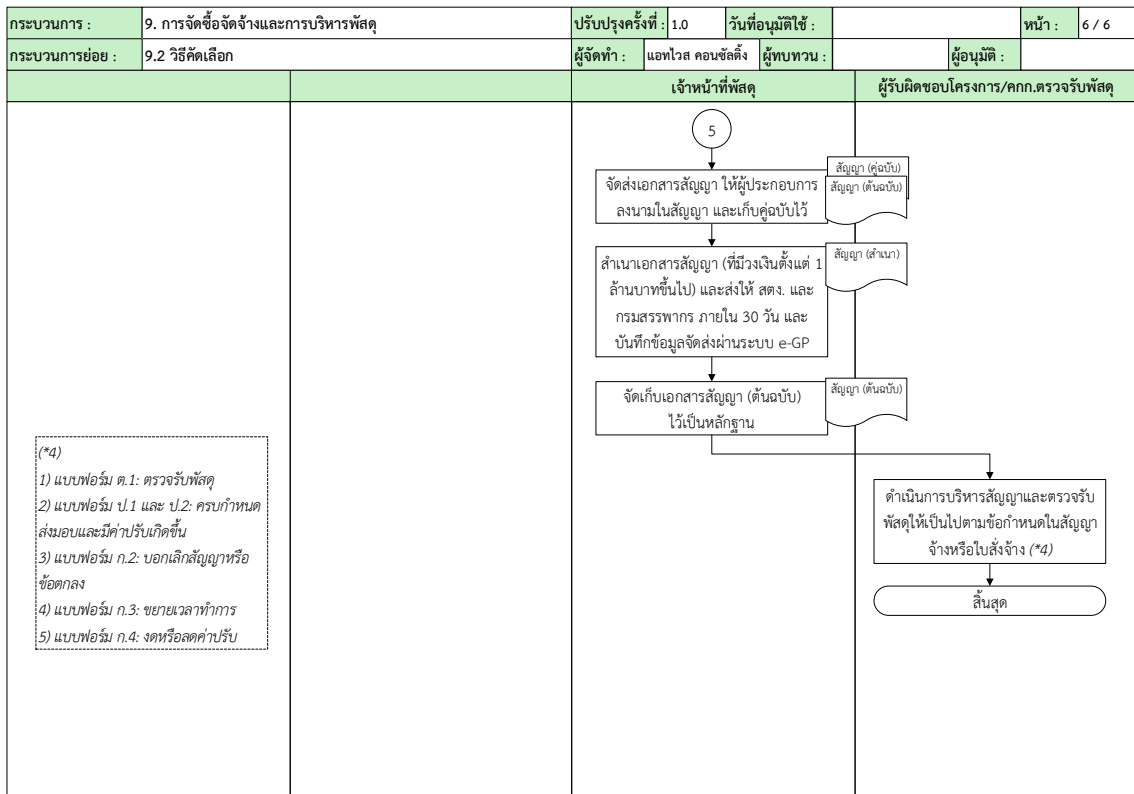 กระบวนการ : 9. การจัดซื้อจัดจ้างและการบริหารพัสดุ ปรับปรุงครั้งที่ : 1.0 วันที่อนุมัติใช้ : หน้า : 6 / 6
กระบวนการย่อย : 9.2 วิธีคัดเลือก ผู้จัดทำ : แอทไวส คอนซัลติ้ง ผู้ทบทวน : ผู้อนุมัติ :
เจ้าหน้าที่พัสดุ ผู้รับผิดชอบโครงการ/คกก.ตรวจรับพัสดุ
5
จัดส่งเอกสารสัญญา ให้ผู้ประกอบการ
ลงนามในสัญญา และเก็บคู่ฉบับไว้
สัญญา (คู่ฉบับ)
สัญญา (ต้นฉบับ)
สำเนาเอกสารสัญญา (ที่มีวงเงินตั้งแต่ 1
ล้านบาทขึ้นไป) และส่งให้ สตง. และ
กรมสรรพากร ภายใน 30 วัน และ
บันทึกข้อมูลจัดส่งผ่านระบบ e-GP
สัญญา (สำเนา)
จัดเก็บเอกสารสัญญา (ต้นฉบับ)
ไว้เป็นหลักฐาน
สัญญา (ต้นฉบับ)
(*4)
1) แบบฟอร์ม ต.1: ตรวจรับพัสดุ
2) แบบฟอร์ม ป.1 และ ป.2: ครบกำหนด
ส่งมอบและมีค่าปรับเกิดขึ้น
3) แบบฟอร์ม ก.2: บอกเลิกสัญญาหรือ
ข้อตกลง
4) แบบฟอร์ม ก.3: ขยายเวลาทำการ
5) แบบฟอร์ม ก.4: งดหรือลดค่าปรับ
ดำเนินการบริหารสัญญาและตรวจรับ
พัสดุให้เป็นไปตามข้อกำหนดในสัญญา
จ้างหรือใบสั่งจ้าง (*4)
สิ้นสุด